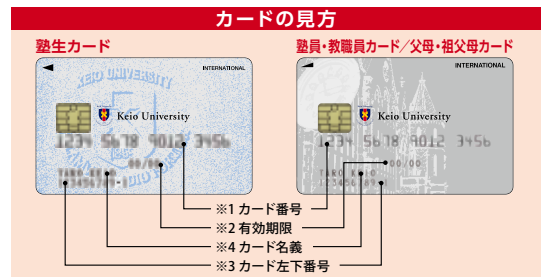 カードの見方
塾生カード
塾員・教職員カード／父母・祖父母カード
KEIO UNIVERSITY
INTERNATIONAL
Keio University
1234 5678 9012 3456
00/00
TARO KEIO
123456789-1
INTERNATIONAL
Keio University
1234 5678 9012 3456
00/00
TARO KEIO
※1 カード番号
※2 有効期限
※4 カード名義
※3 カード左下番号